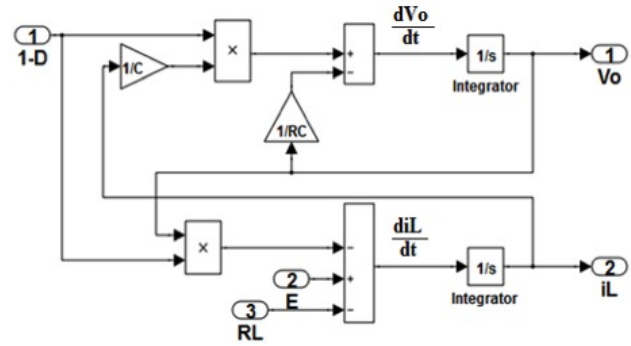 1
1-D
1/C
×
+
−
dVo
dt
1/s
Integrator
1
Vo
1/RC
×
−
+
−
diL
dt
1/s
Integrator
2
iL
2
E
3
RL